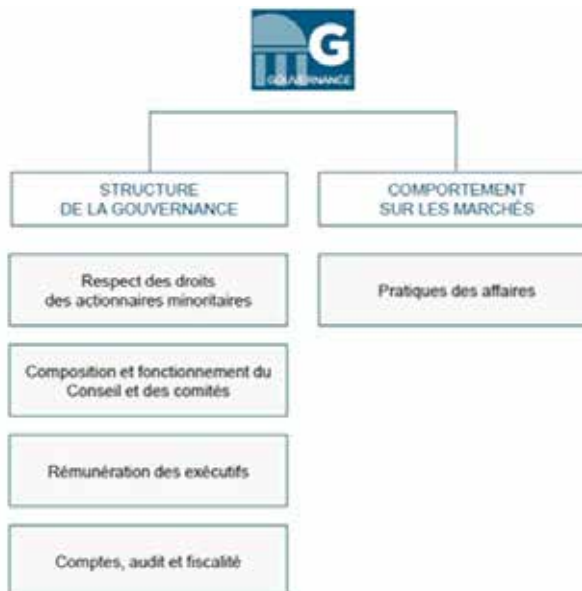 G
GOUVERNANCE
STRUCTURE
DE LA GOUVERNANCE
COMPORTEMENT
SUR LES MARCHÉS
Respect des droits
des actionnaires minoritaires
Pratiques des affaires
Composition et fonctionnement du
Conseil et des comités
Rémunération des exécutifs
Comptes, audit et fiscalité